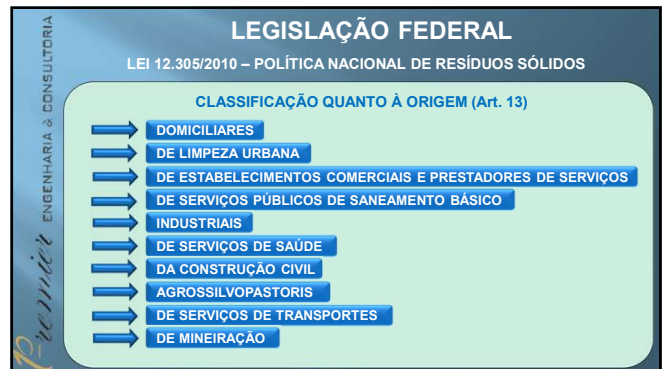 LEGISLAÇÃO FEDERAL
LEI 12.305/2010 – POLÍTICA NACIONAL DE RESÍDUOS SÓLIDOS
CLASSIFICAÇÃO QUANTO À ORIGEM (Art. 13)
DOMICILIARES
DE LIMPEZA URBANA
DE ESTABELECIMENTOS COMERCIAIS E PRESTADORES DE SERVIÇOS
DE SERVIÇOS PÚBLICOS DE SANEAMENTO BÁSICO
INDUSTRIAIS
DE SERVIÇOS DE SAÚDE
DA CONSTRUÇÃO CIVIL
AGROSSILVOPASTORIS
DE SERVIÇOS DE TRANSPORTES
DE MINEIRAÇÃO
Premier ENGENHARIA & CONSULTORIA